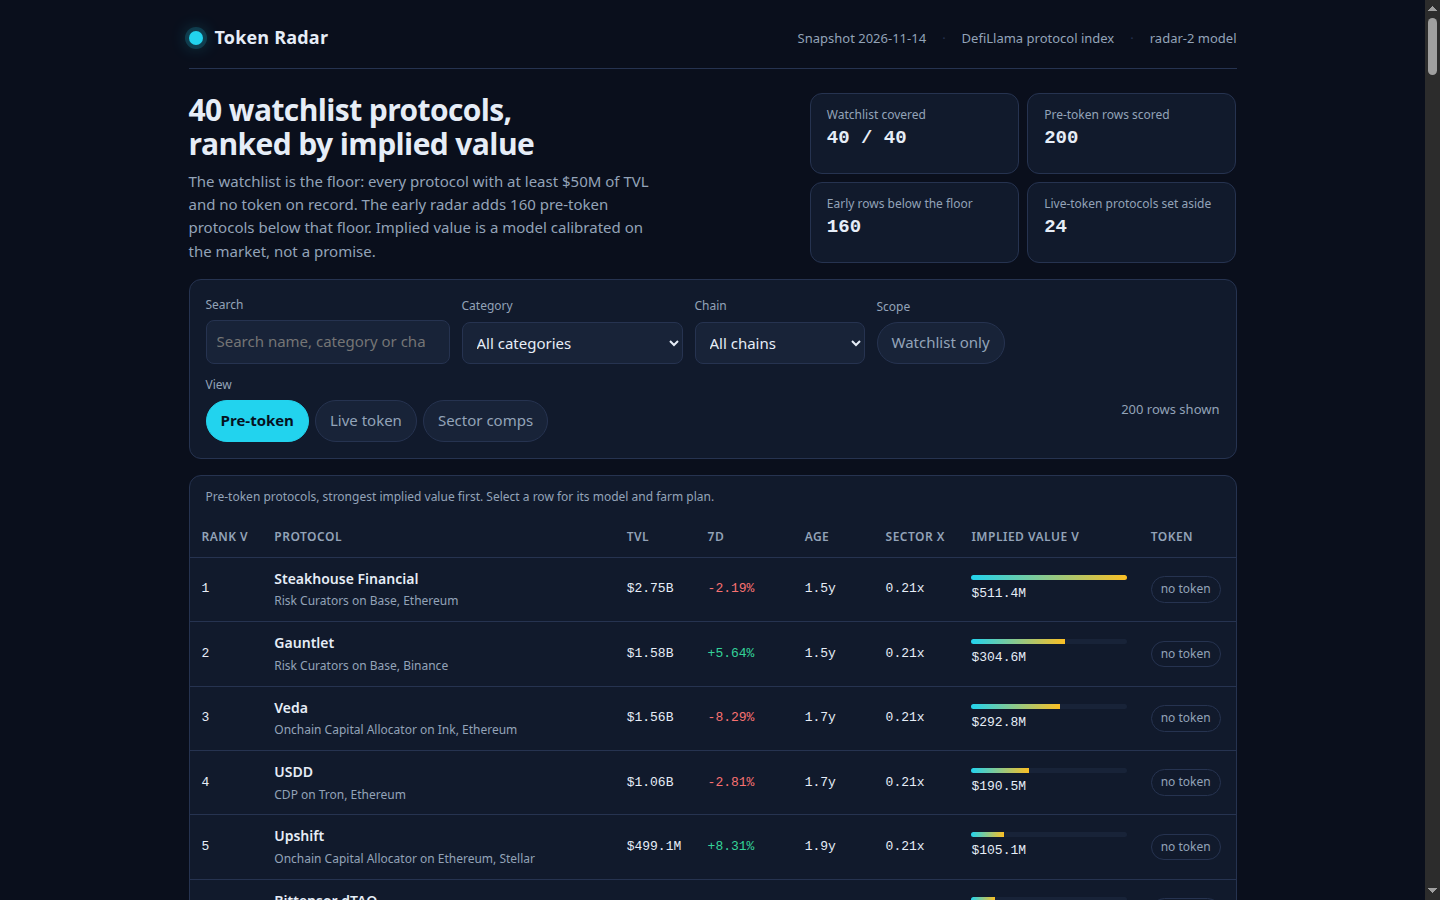 Token Radar
Snapshot 2026-11-14 · DefiLlama protocol index · radar-2 model
40 watchlist protocols,
ranked by implied value
The watchlist is the floor: every protocol with at least $50M of TVL
and no token on record. The early radar adds 160 pre-token
protocols below that floor. Implied value is a model calibrated on
the market, not a promise.
Watchlist covered
40 / 40
Pre-token rows scored
200
Early rows below the floor
160
Live-token protocols set aside
24
Search
Search name, category or cha
Category
All categories
Chain
All chains
Scope
Watchlist only
View
Pre-token Live token Sector comps
200 rows shown
Pre-token protocols, strongest implied value first. Select a row for its model and farm plan.
RANK V PROTOCOL TVL 7D AGE SECTOR X IMPLIED VALUE V TOKEN
1 Steakhouse Financial $2.75B -2.19% 1.5y 0.21x $511.4M no token
Risk Curators on Base, Ethereum
2 Gauntlet $1.58B +5.64% 1.5y 0.21x $304.6M no token
Risk Curators on Base, Binance
3 Veda $1.56B -8.29% 1.7y 0.21x $292.8M no token
Onchain Capital Allocator on Ink, Ethereum
4 USDD $1.06B -2.81% 1.7y 0.21x $190.5M no token
CDP on Tron, Ethereum
5 Upshift $499.1M +8.31% 1.9y 0.21x $105.1M no token
Onchain Capital Allocator on Ethereum, Stellar
Bittensor dTAO